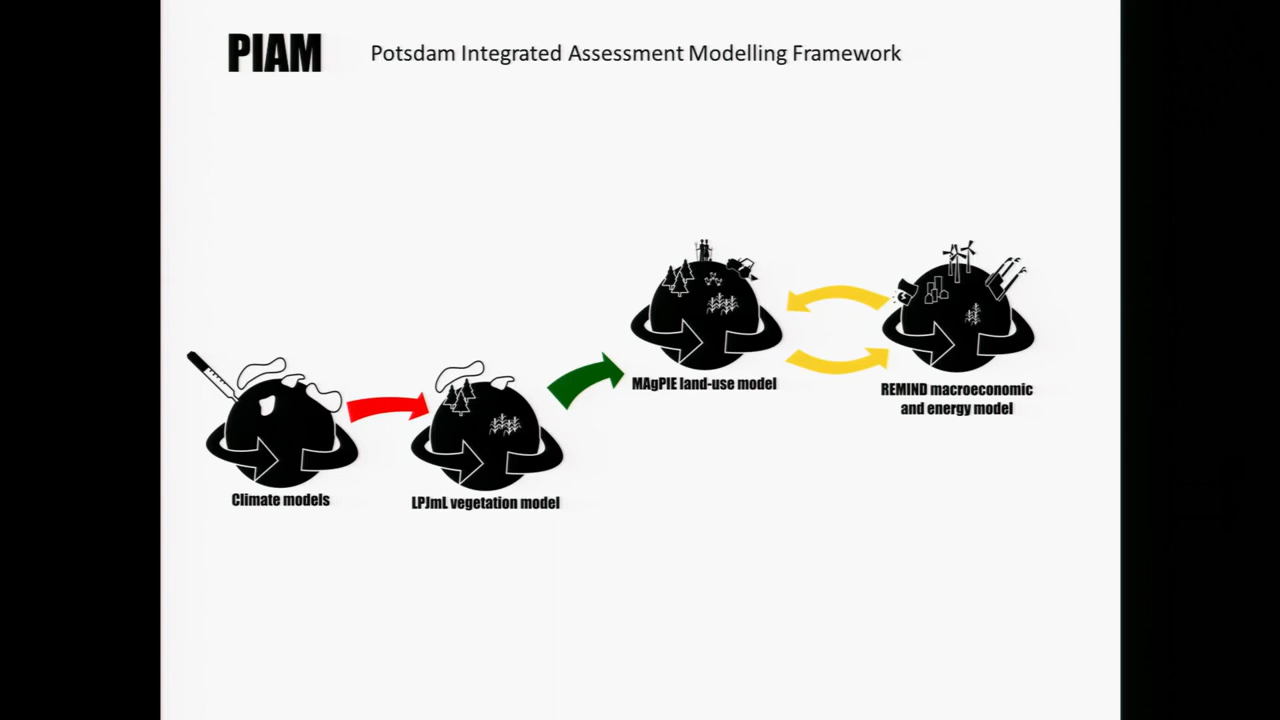 PIAM
Potsdam Integrated Assessment Modelling Framework
MAgPIE land-use model
REMIND macroeconomic
and energy model
Climate models
LPJmL vegetation model